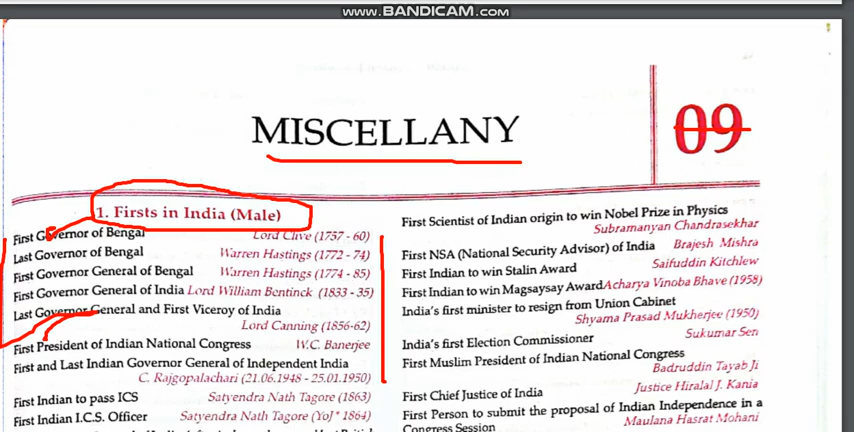 www.BANDICAM.com
MISCELLANY
09
1. Firsts in India (Male)
First Governor of Bengal Lord Clive (1757 - 60)
Last Governor of Bengal Warren Hastings (1772 - 74)
First Governor General of Bengal Warren Hastings (1774 - 85)
First Governor General of India Lord William Bentinck (1833 - 35)
Last Governor General and First Viceroy of India
Lord Canning (1856-62)
First President of Indian National Congress W.C. Banerjee
First and Last Indian Governor General of Independent India
C. Rajgopalachari (21.06.1948 - 25.01.1950)
First Indian to pass ICS Satyendra Nath Tagore (1863)
First Indian I.C.S. Officer Satyendra Nath Tagore (YoJ* 1864)
First Scientist of Indian origin to win Nobel Prize in Physics
Subramanyan Chandrasekhar
First NSA (National Security Advisor) of India Brajesh Mishra
First Indian to win Stalin Award Saifuddin Kitchlew
First Indian to win Magsaysay Award Acharya Vinoba Bhave (1958)
India's first minister to resign from Union Cabinet
Shyama Prasad Mukherjee (1950)
India's first Election Commissioner Sukumar Sen
First Muslim President of Indian National Congress
Badruddin Tayab Ji
First Chief Justice of India Justice Hiralal J. Kania
First Person to submit the proposal of Indian Independence in a
Congress Session Maulana Hasrat Mohani